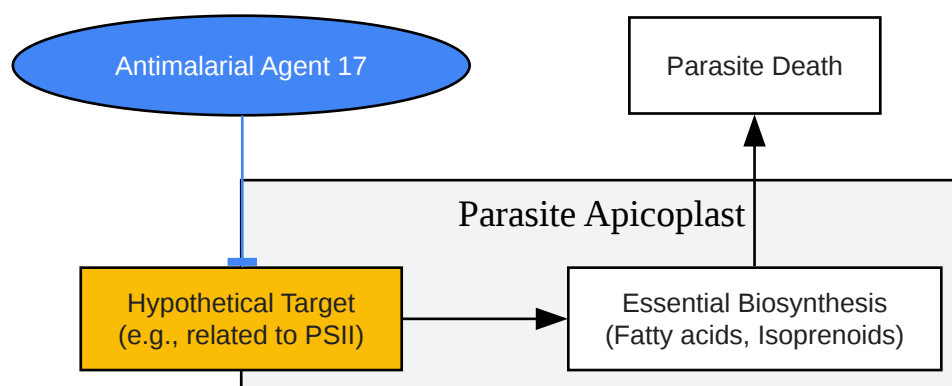 Antimalarial Agent 17
Parasite Death
Parasite Apicoplast
Hypothetical Target
(e.g., related to PSII)
Essential Biosynthesis
(Fatty acids, Isoprenoids)